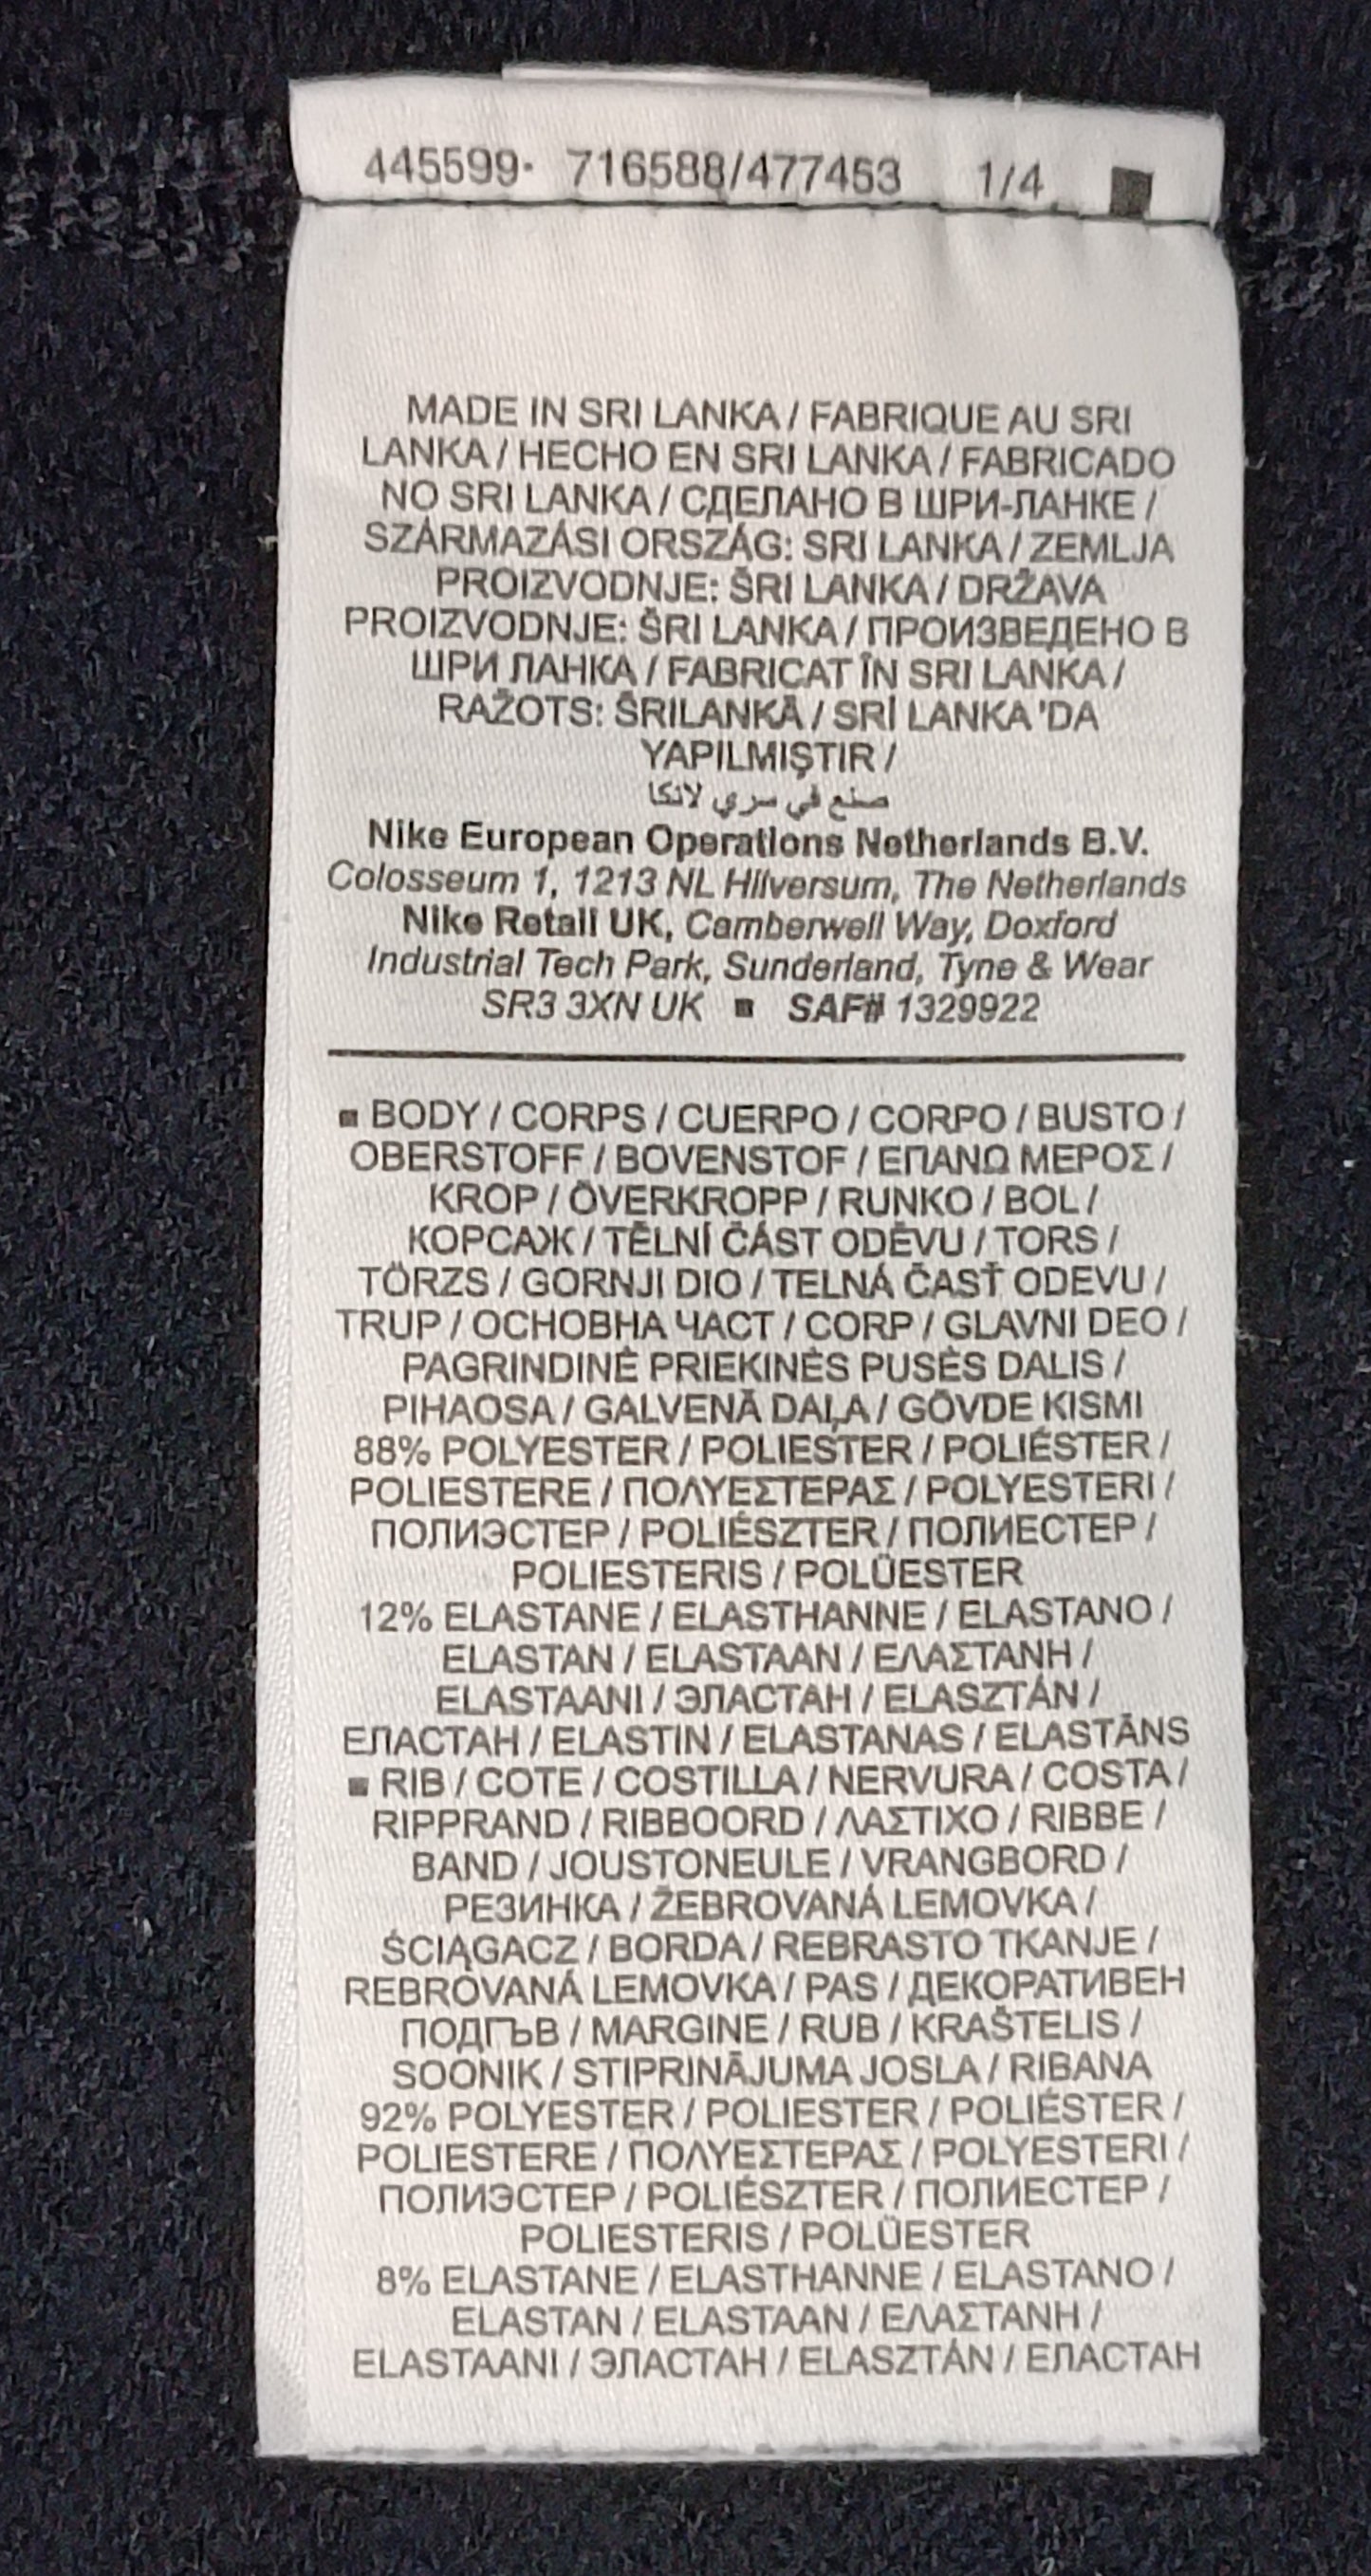 445599- 716588/477453 1/4
MADE IN SRI LANKA / FABRIQUE AU SRI
LANKA / HECHO EN SRI LANKA / FABRICADO
NO SRI LANKA / СДЕЛАНО В ШРИ-ЛАНКЕ /
SZÁRMAZÁSI ORSZÁG: SRI LANKA / ZEMLJA
PROIZVODNJE: ŠRI LANKA / DRŽAVA
PROIZVODNJE: ŠRI LANKA / ПРОИЗВЕДЕНО В
ШРИ ЛАНКА / FABRICAT ÎN SRI LANKA /
RAŽOTS: ŠRILANKĀ / SRİ LANKA 'DA
YAPILMIŞTIR /
صنع في سري لانكا
Nike European Operations Netherlands B.V.
Colosseum 1, 1213 NL Hilversum, The Netherlands
Nike Retail UK, Camberwell Way, Doxford
Industrial Tech Park, Sunderland, Tyne & Wear
SR3 3XN UK ■ SAF# 1329922
■ BODY / CORPS / CUERPO / CORPO / BUSTO /
OBERSTOFF / BOVENSTOF / ΕΠΑΝΩ ΜΕΡΟΣ /
KROP / ÖVERKROPP / RUNKO / BOL /
КОРСАЖ / TĚLNÍ ČÁST ODĚVU / TORS /
TÖRZS / GORNJI DIO / TELNÁ ČASŤ ODEVU /
TRUP / ОСНОВНА ЧАСТ / CORP / GLAVNI DEO /
PAGRINDINĖ PRIEKINĖS PUSĖS DALIS /
PIHAOSA / GALVENĀ DAĻA / GÖVDE KISMI
88% POLYESTER / POLIESTER / POLIÉSTER /
POLIESTERE / ΠΟΛΥΕΣΤΕΡΑΣ / POLYESTERI /
ПОЛИЭСТЕР / POLIÉSZTER / ПОЛИЕСТЕР /
POLIESTERIS / POLÜESTER
12% ELASTANE / ELASTHANNE / ELASTANO /
ELASTAN / ELASTAAN / ΕΛΑΣΤΑΝΗ /
ELASTAANI / ЭЛАСТАН / ELASZTÁN /
ЕЛАСТАН / ELASTIN / ELASTANAS / ELASTĀNS
■ RIB / COTE / COSTILLA / NERVURA / COSTA /
RIPPRAND / RIBBOORD / ΛΑΣΤΙΧΟ / RIBBE /
BAND / JOUSTONEULE / VRANGBORD /
РЕЗИНКА / ŽEBROVANÁ LEMOVKA /
ŚCIĄGACZ / BORDA / REBRASTO TKANJE /
REBROVANÁ LEMOVKA / PAS / ДЕКОРАТИВЕН
ПОДГЪВ / MARGINE / RUB / KRAŠTELIS /
SOONIK / STIPRINĀJUMA JOSLA / RIBANA
92% POLYESTER / POLIESTER / POLIÉSTER /
POLIESTERE / ΠΟΛΥΕΣΤΕΡΑΣ / POLYESTERI /
ПОЛИЭСТЕР / POLIÉSZTER / ПОЛИЕСТЕР /
POLIESTERIS / POLÜESTER
8% ELASTANE / ELASTHANNE / ELASTANO /
ELASTAN / ELASTAAN / ΕΛΑΣΤΑΝΗ /
ELASTAANI / ЭЛАСТАН / ELASZTÁN / ЕЛАСТАН